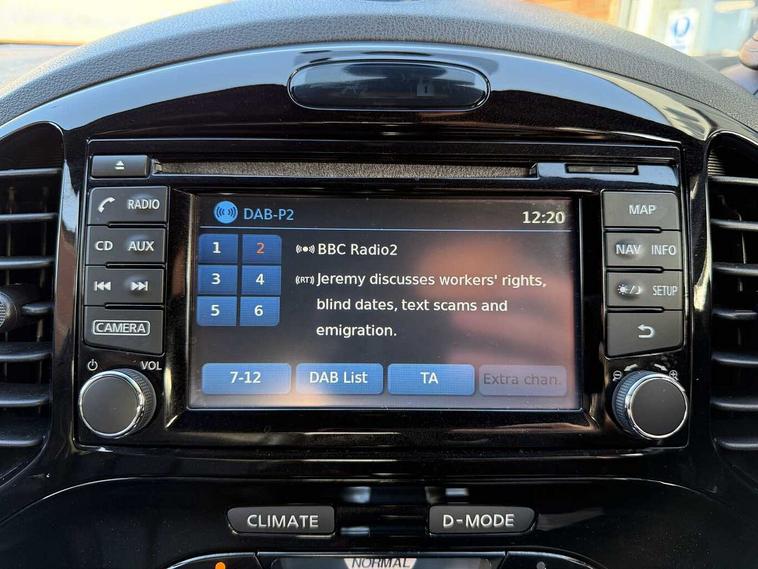 DAB-P2 12:20
1 2 BBC Radio2
3 4 (RT) Jeremy discusses workers' rights,
blind dates, text scams and
5 6 emigration.
7-12 DAB List TA Extra chan.
RADIO
CD AUX
CAMERA
VOL
MAP
NAV INFO
SETUP
CLIMATE D-MODE
NORMAL